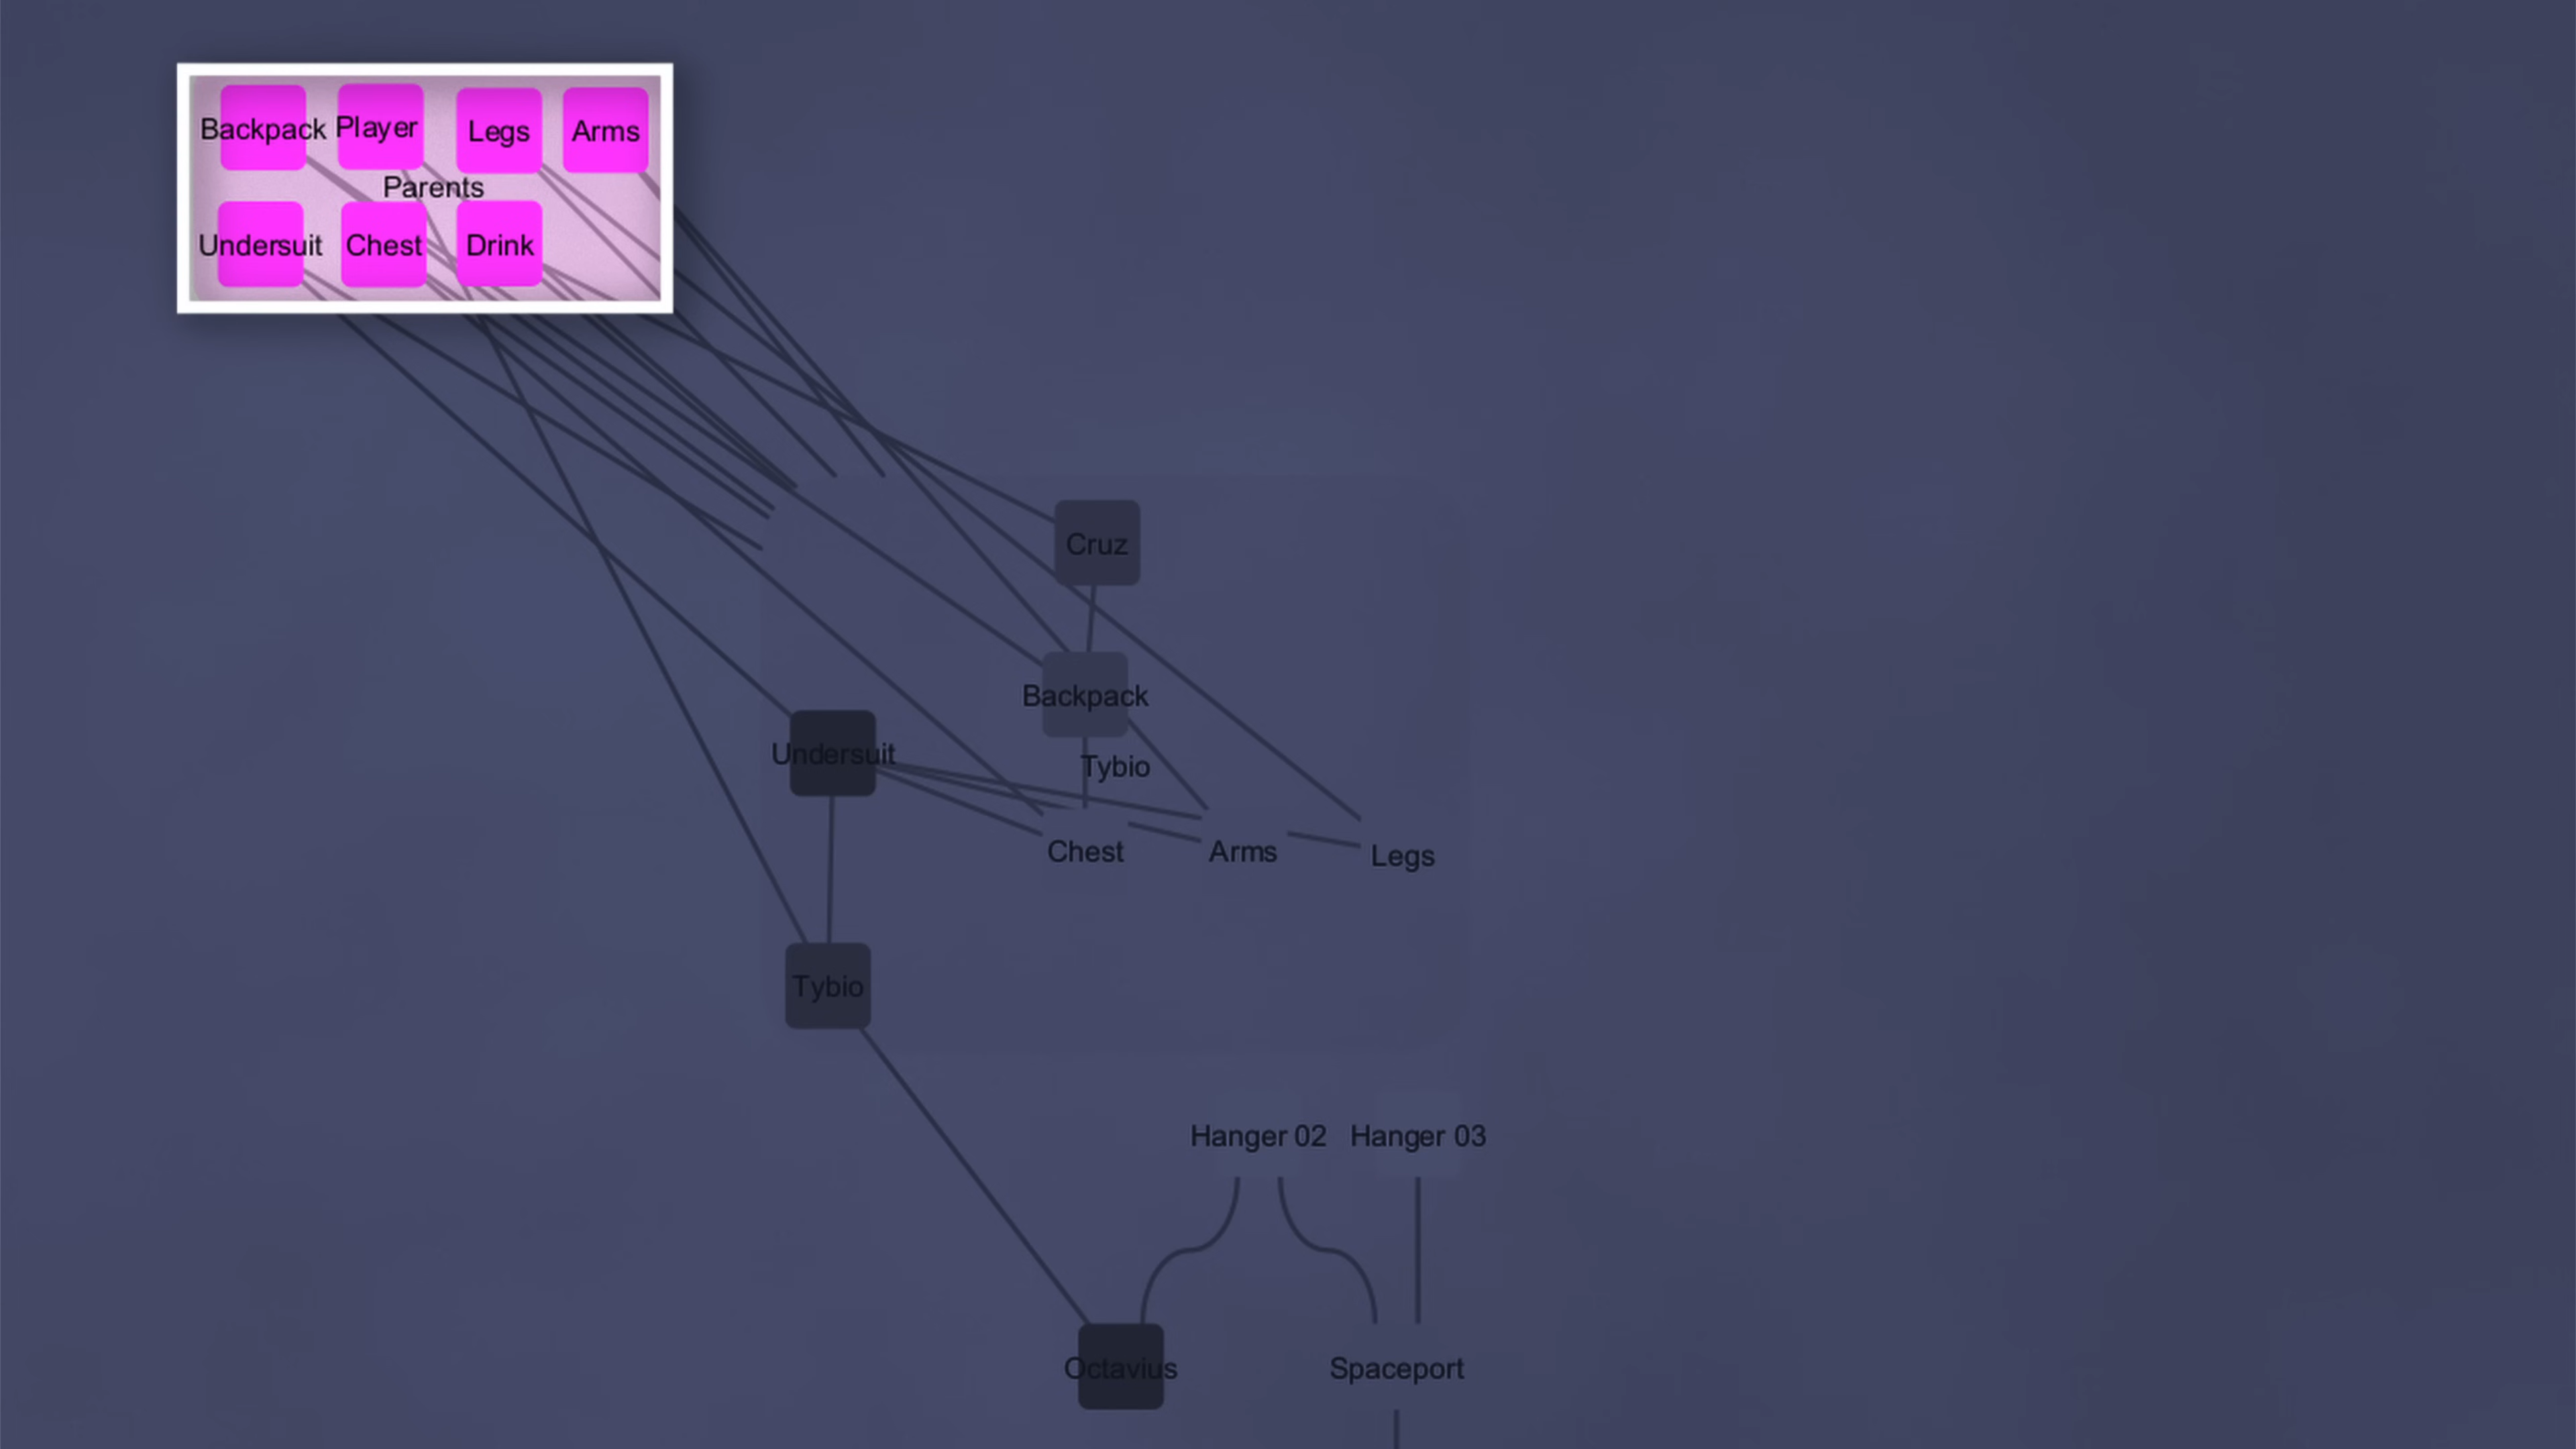 Backpack Player Legs Arms
Parents
Undersuit Chest Drink
Cruz
Backpack
Undersuit
Tybio
Chest Arms Legs
Tybio
Hanger 02 Hanger 03
Octavius Spaceport